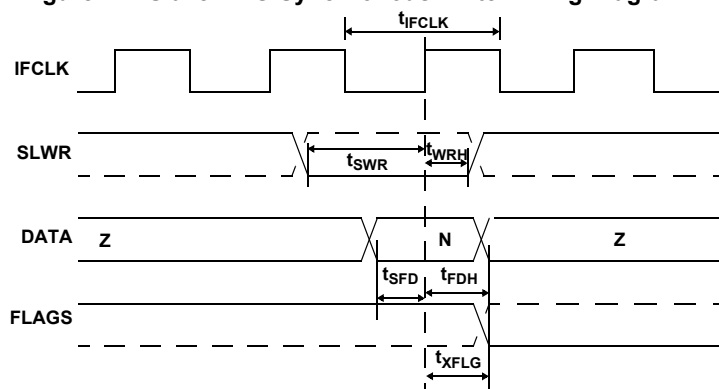 tIFCLK
IFCLK
SLWR
tSWR
tWRH
DATA
Z
N
Z
tSFD
tFDH
FLAGS
tXFLG